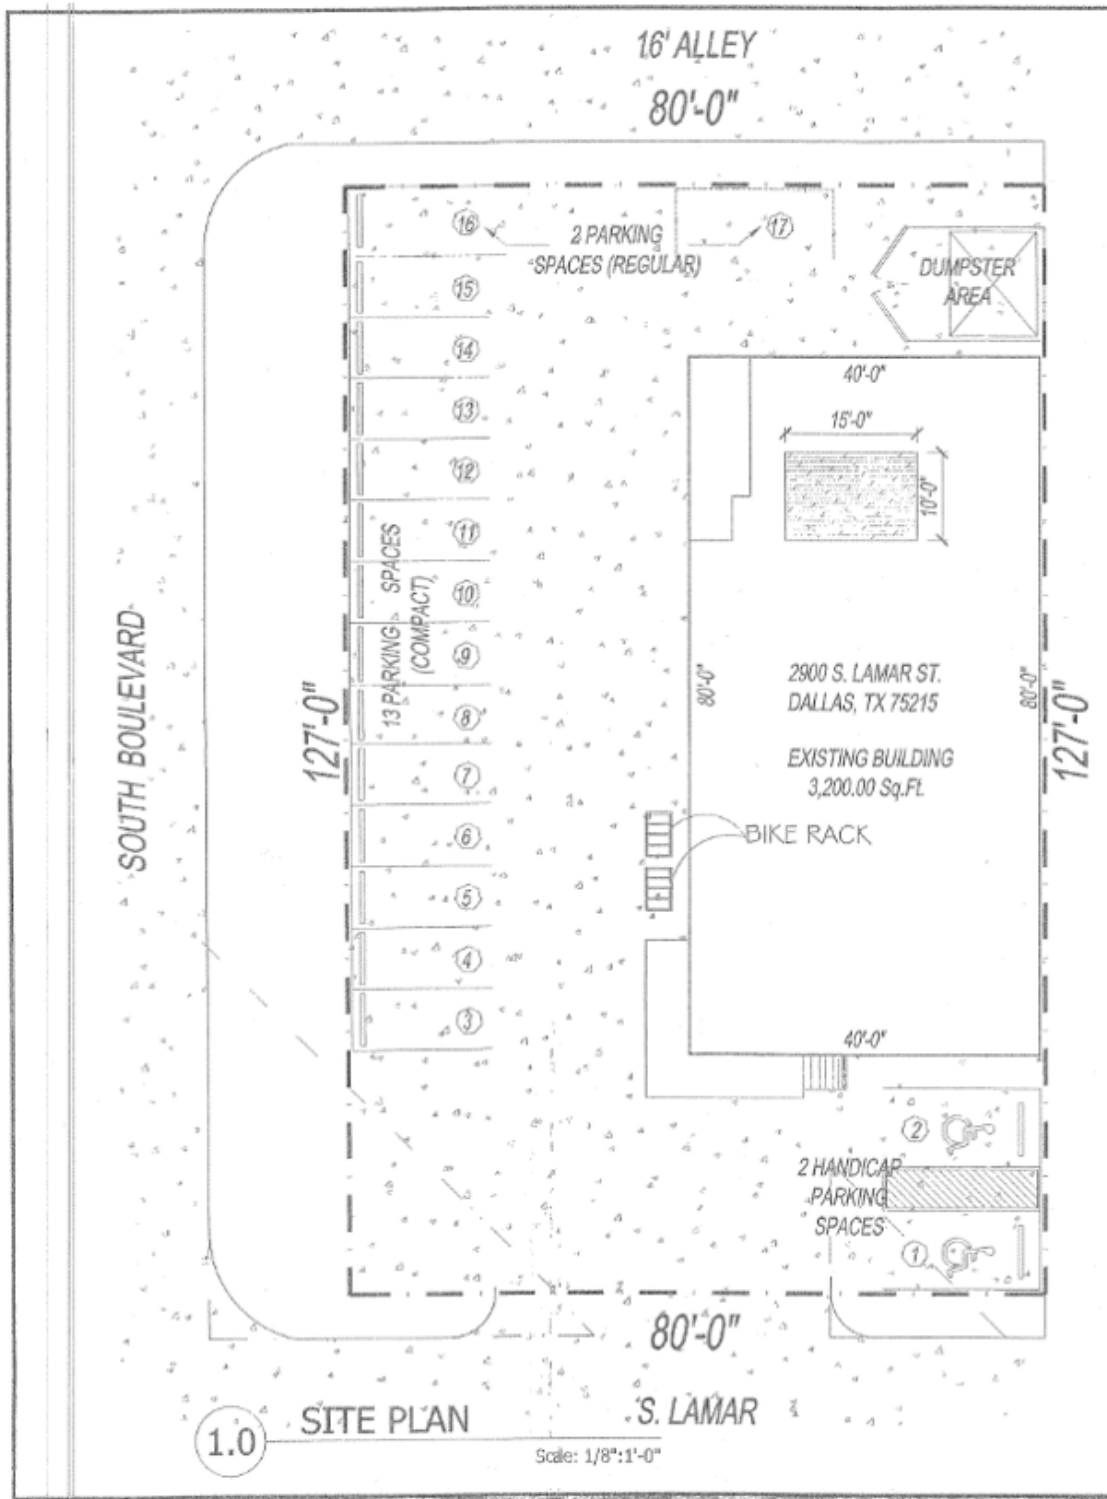 16' ALLEY
80'-0"
16
2 PARKING
SPACES (REGULAR)
17
DUMPSTER
AREA
15
14
13
12
11
10
9
8
7
6
5
4
3
13 PARKING SPACES
(COMPACT)
SOUTH BOULEVARD
127'-0"
40'-0"
15'-0"
10'-0"
80'-0"
2900 S. LAMAR ST.
DALLAS, TX 75215
EXISTING BUILDING
3,200.00 Sq.Ft.
80'-0"
127'-0"
BIKE RACK
40'-0"
2
2 HANDICAP
PARKING
SPACES
1
80'-0"
S. LAMAR
1.0
SITE PLAN
Scale: 1/8":1'-0"